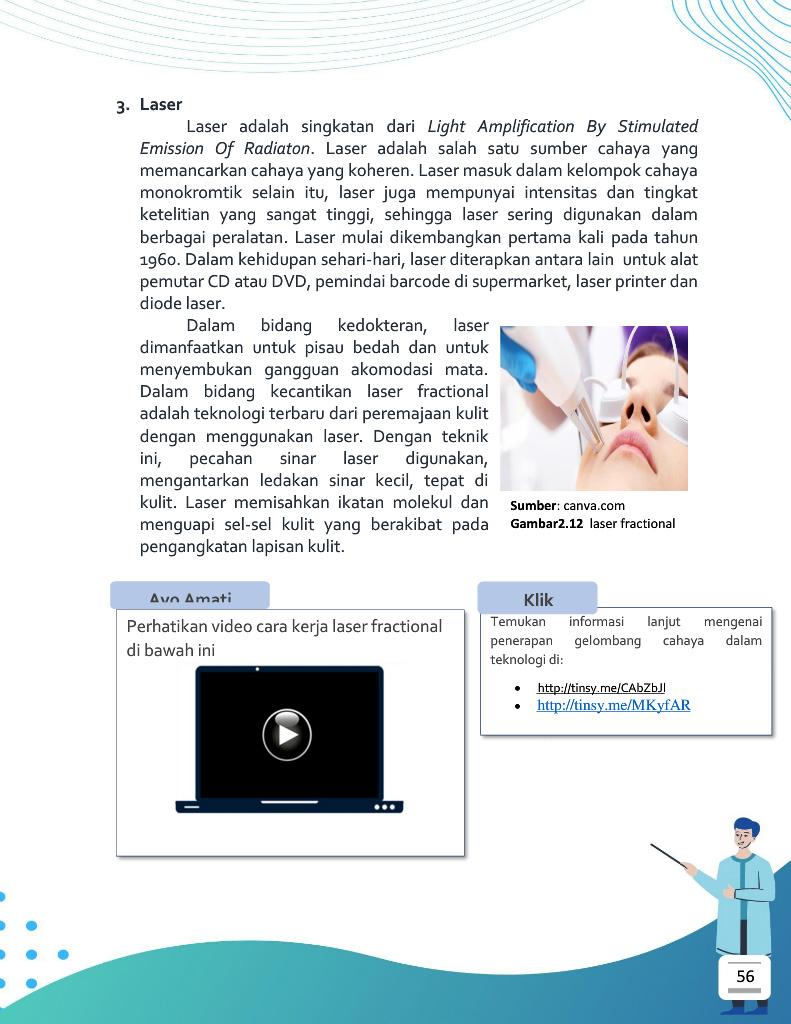 3. Laser
Laser adalah singkatan dari Light Amplification By Stimulated
Emission Of Radiaton. Laser adalah salah satu sumber cahaya yang
memancarkan cahaya yang koheren. Laser masuk dalam kelompok cahaya
monokromtik selain itu, laser juga mempunyai intensitas dan tingkat
ketelitian yang sangat tinggi, sehingga laser sering digunakan dalam
berbagai peralatan. Laser mulai dikembangkan pertama kali pada tahun
1960. Dalam kehidupan sehari-hari, laser diterapkan antara lain untuk alat
pemutar CD atau DVD, pemindai barcode di supermarket, laser printer dan
diode laser.
Dalam bidang kedokteran, laser
dimanfaatkan untuk pisau bedah dan untuk
menyembukan gangguan akomodasi mata.
Dalam bidang kecantikan laser fractional
adalah teknologi terbaru dari peremajaan kulit
dengan menggunakan laser. Dengan teknik
ini, pecahan sinar laser digunakan,
mengantarkan ledakan sinar kecil, tepat di
kulit. Laser memisahkan ikatan molekul dan
menguapi sel-sel kulit yang berakibat pada
pengangkatan lapisan kulit.
Sumber: canva.com
Gambar2.12 laser fractional
Ayo Amati
Perhatikan video cara kerja laser fractional
di bawah ini
Klik
Temukan informasi lanjut mengenai
penerapan gelombang cahaya dalam
teknologi di:
• http://tinsy.me/CAbZbJl
• http://tinsy.me/MKyfAR
56